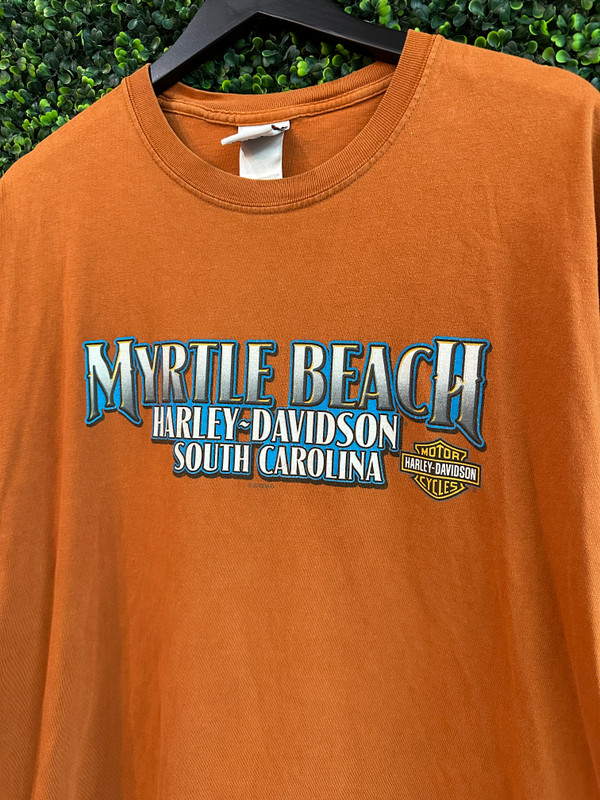 MYRTLE BEACH
HARLEY~DAVIDSON
SOUTH CAROLINA
MOTOR
HARLEY-DAVIDSON
CYCLES